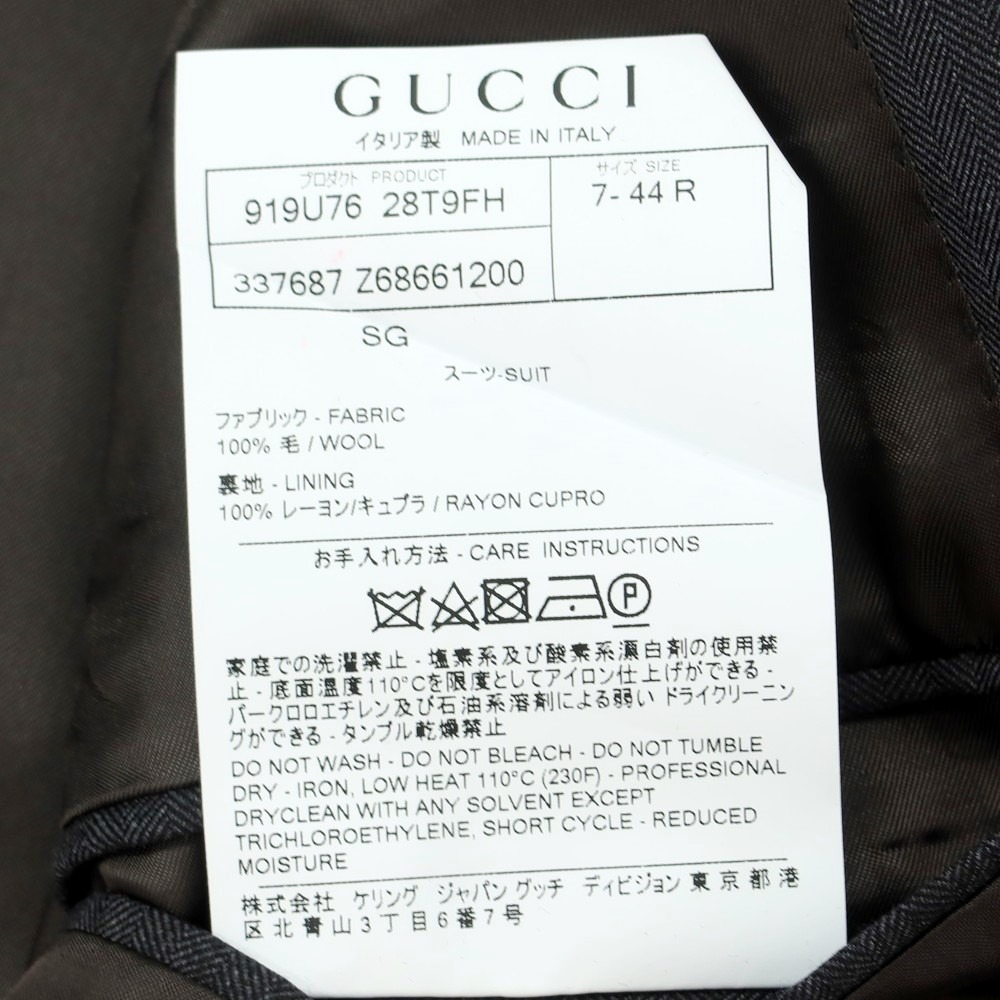 GUCCI
イタリア製 MADE IN ITALY
プロダクト PRODUCT
919U76 28T9FH
サイズ SIZE
7- 44 R
337687 Z68661200
SG
スーツ-SUIT
ファブリック - FABRIC
100% 毛 / WOOL
裏地 - LINING
100% レーヨン/キュプラ / RAYON CUPRO
お手入れ方法 - CARE INSTRUCTIONS
P
家庭での洗濯禁止 - 塩素系及び酸素系漂白剤の使用禁
止 - 底面温度110°Cを限度としてアイロン仕上げができる -
パークロロエチレン及び石油系溶剤による弱い ドライクリーニン
グができる - タンブル乾燥禁止
DO NOT WASH - DO NOT BLEACH - DO NOT TUMBLE
DRY - IRON, LOW HEAT 110°C (230F) - PROFESSIONAL
DRYCLEAN WITH ANY SOLVENT EXCEPT
TRICHLOROETHYLENE, SHORT CYCLE - REDUCED
MOISTURE
株式会社 ケリング ジャパン グッチ ディビジョン 東京都港
区北青山3丁目6番7号